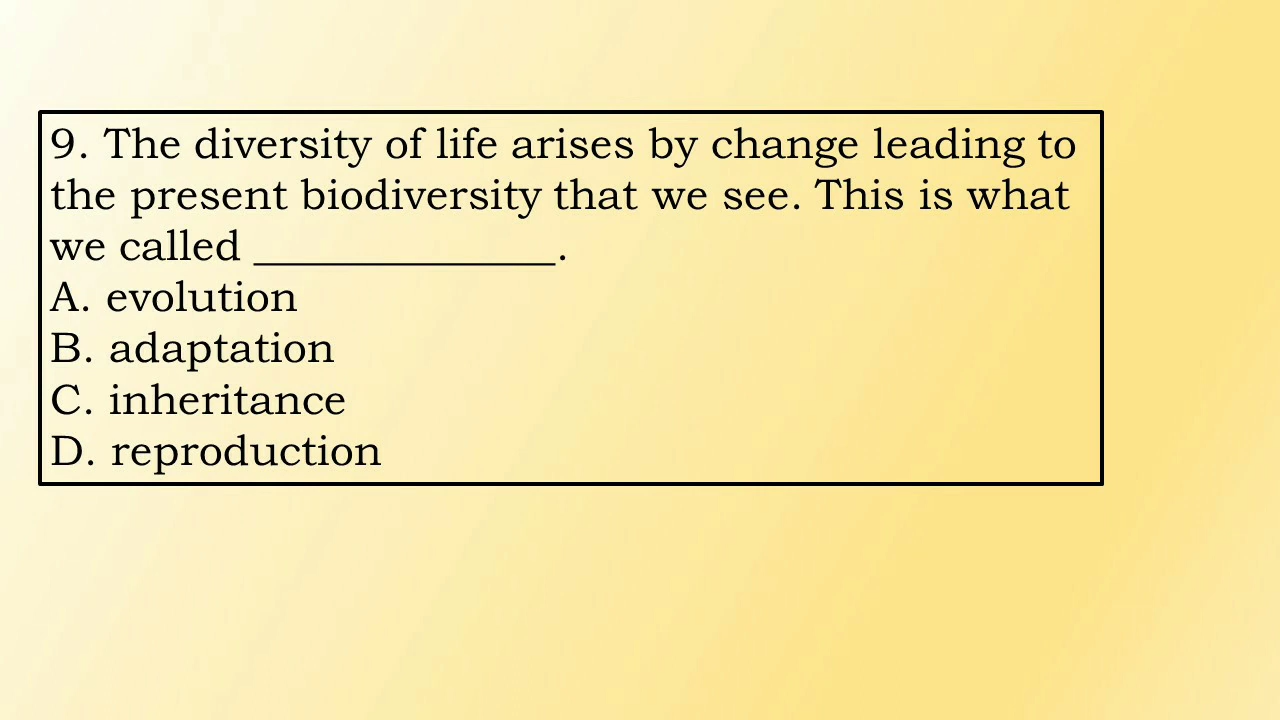 9. The diversity of life arises by change leading to
the present biodiversity that we see. This is what
we called ______________.
A. evolution
B. adaptation
C. inheritance
D. reproduction